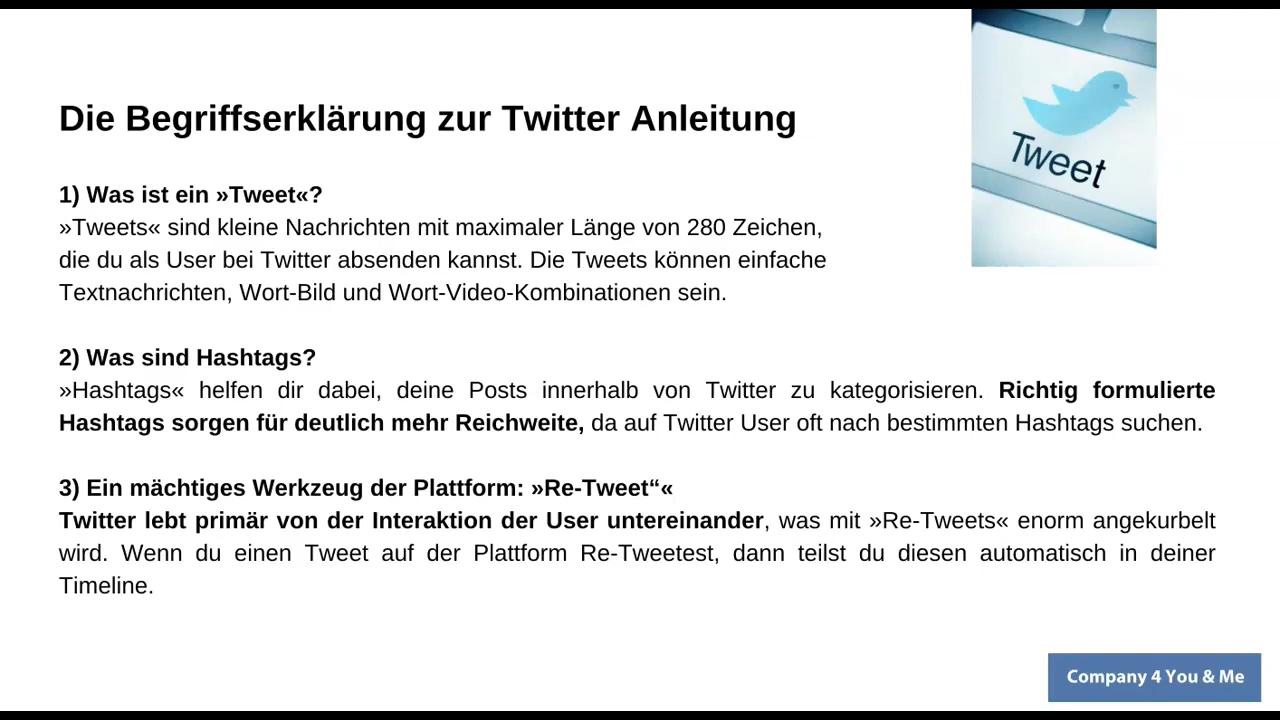 Tweet
Die Begriffserklärung zur Twitter Anleitung
1) Was ist ein »Tweet«?
»Tweets« sind kleine Nachrichten mit maximaler Länge von 280 Zeichen,
die du als User bei Twitter absenden kannst. Die Tweets können einfache
Textnachrichten, Wort-Bild und Wort-Video-Kombinationen sein.
2) Was sind Hashtags?
»Hashtags« helfen dir dabei, deine Posts innerhalb von Twitter zu kategorisieren. Richtig formulierte
Hashtags sorgen für deutlich mehr Reichweite, da auf Twitter User oft nach bestimmten Hashtags suchen.
3) Ein mächtiges Werkzeug der Plattform: »Re-Tweet“«
Twitter lebt primär von der Interaktion der User untereinander, was mit »Re-Tweets« enorm angekurbelt
wird. Wenn du einen Tweet auf der Plattform Re-Tweetest, dann teilst du diesen automatisch in deiner
Timeline.
Company 4 You & Me